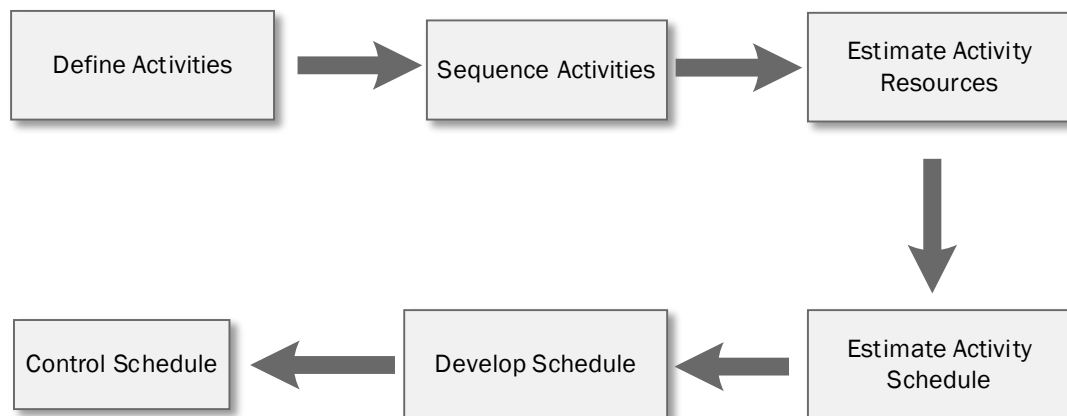 Define Activities
Sequence Activities
Estimate Activity
Resources
Estimate Activity
Schedule
Develop Schedule
Control Schedule